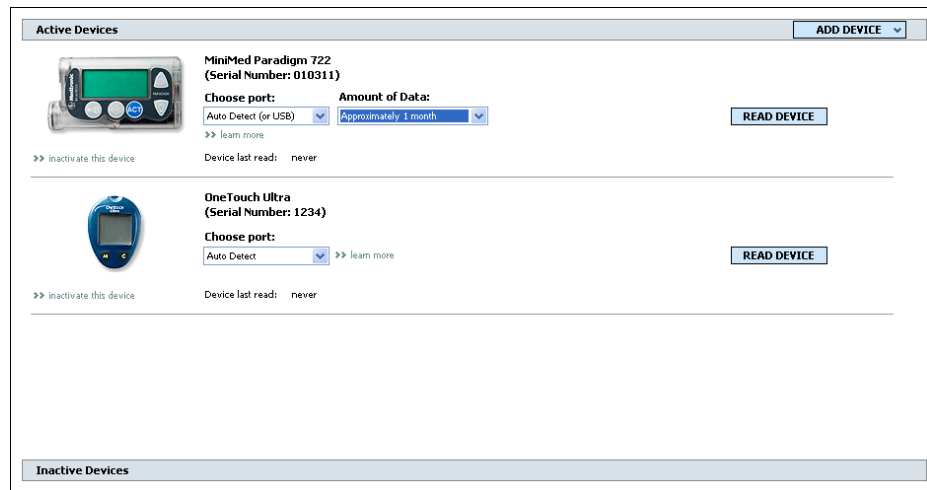 Active Devices
ADD DEVICE
MiniMed Paradigm 722
(Serial Number: 010311)
Choose port:
Amount of Data:
Auto Detect (or USB)
Approximately 1 month
READ DEVICE
>> learn more
>> inactivate this device
Device last read: never
ACT
OneTouch Ultra
(Serial Number: 1234)
Choose port:
Auto Detect
>> learn more
READ DEVICE
>> inactivate this device
Device last read: never
M C
Inactive Devices